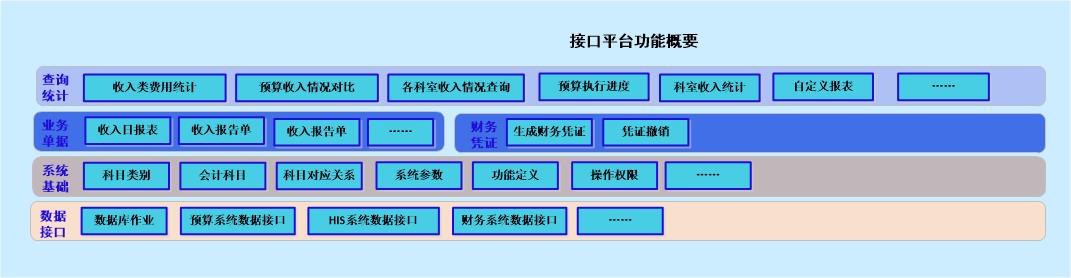 接口平台功能概要
查询
统计
收入类费用统计
预算收入情况对比
各科室收入情况查询
预算执行进度
科室收入统计
自定义报表
……
业务
单据
收入日报表
收入报告单
收入报告单
……
财务
凭证
生成财务凭证
凭证撤销
系统
基础
科目类别
会计科目
科目对应关系
系统参数
功能定义
操作权限
……
数据
接口
数据库作业
预算系统数据接口
HIS系统数据接口
财务系统数据接口
……